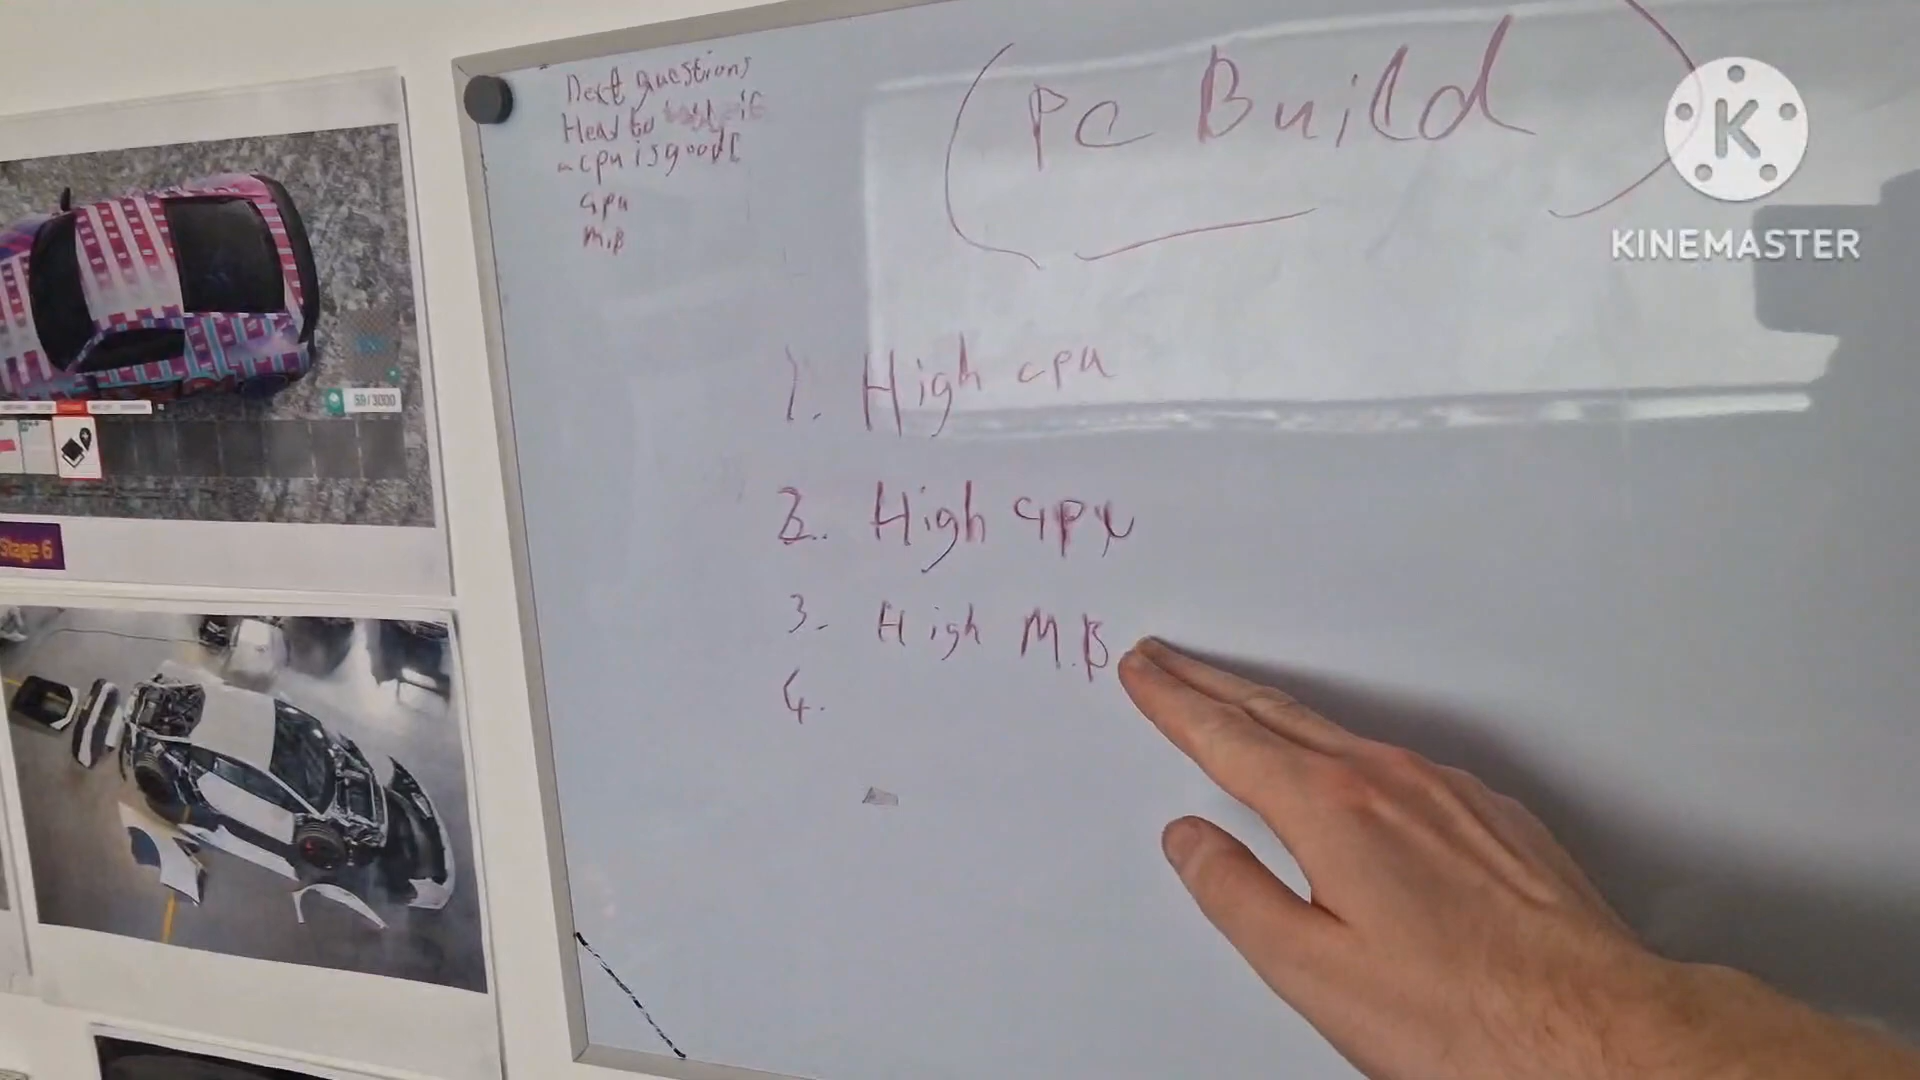 Next questions
How to
a cpu is good
Gpu
M.B
(PC Build)
1. High cpu
2. High Gpu
3. High M.B
4.
59/3000
Stage 6
K
KINEMASTER